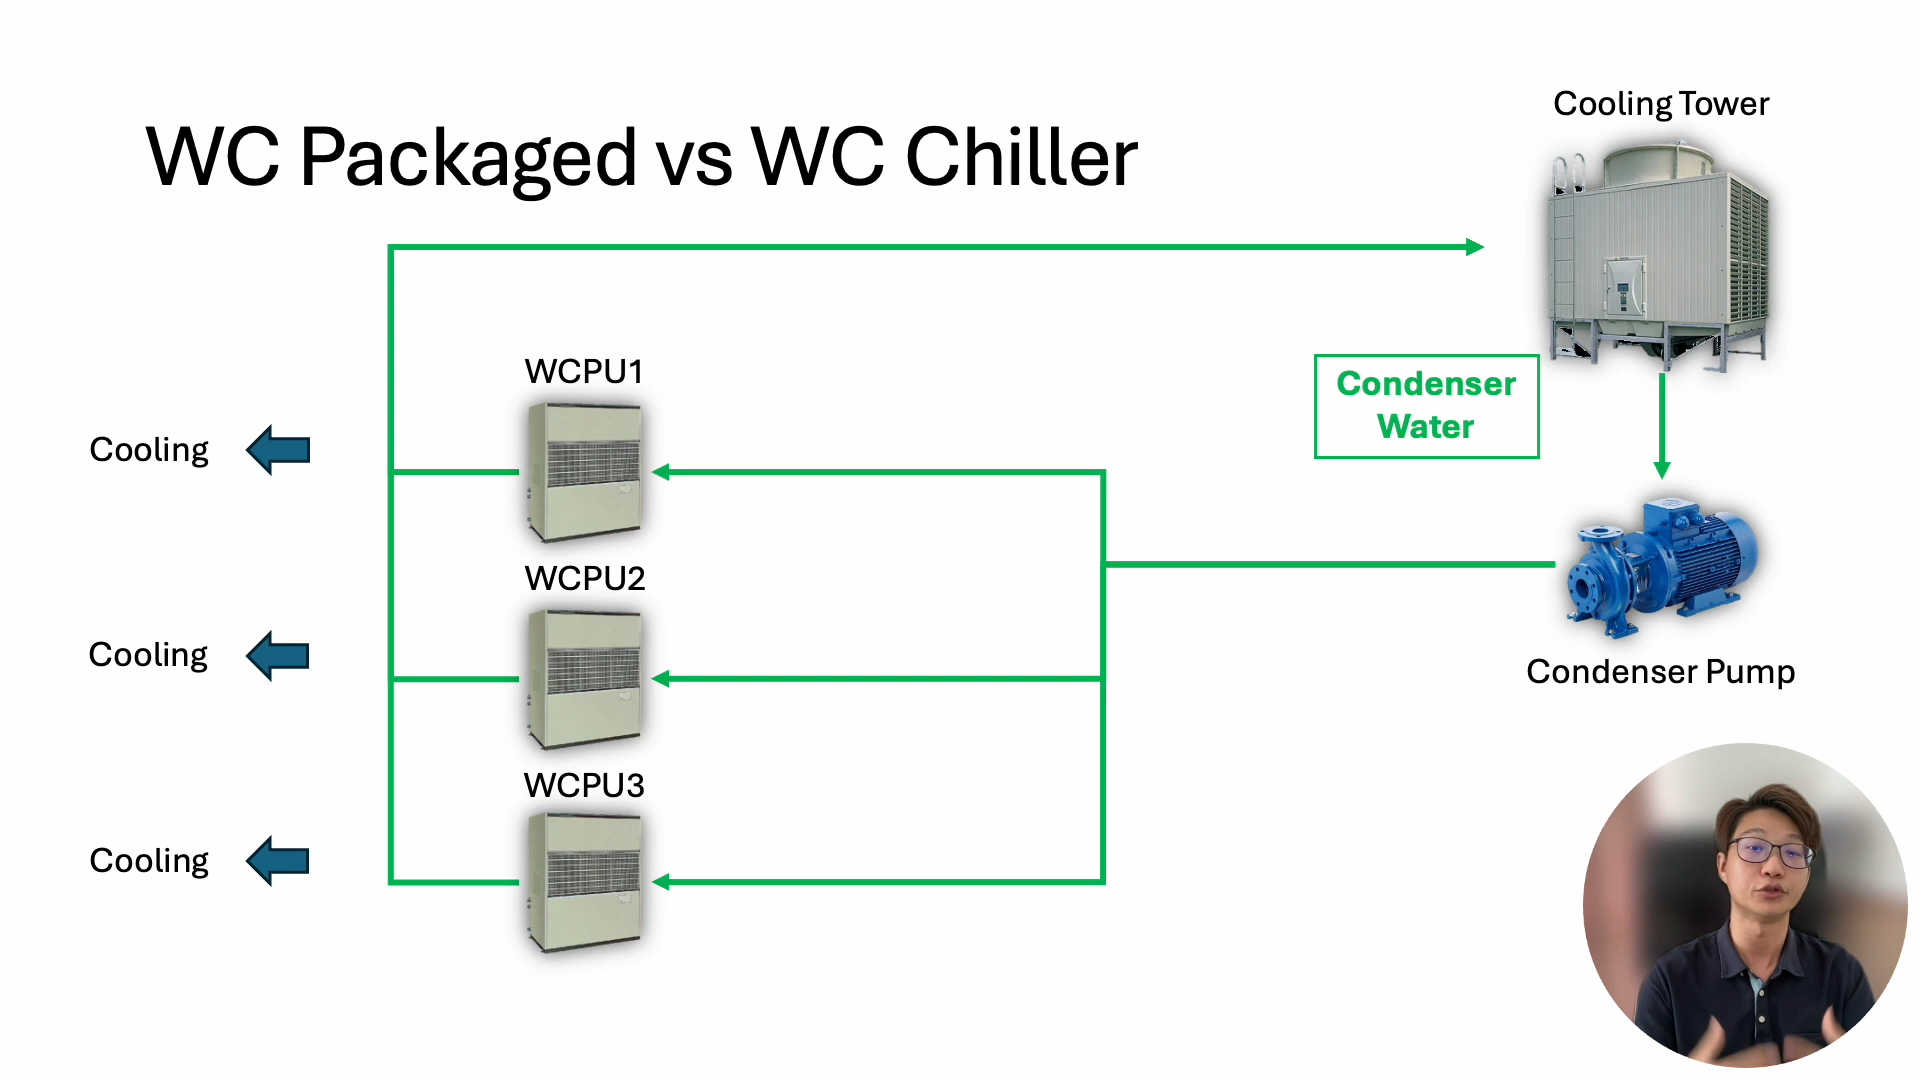 WC Packaged vs WC Chiller
Cooling Tower
Condenser
Water
WCPU1
Cooling
WCPU2
Cooling
Condenser Pump
WCPU3
Cooling